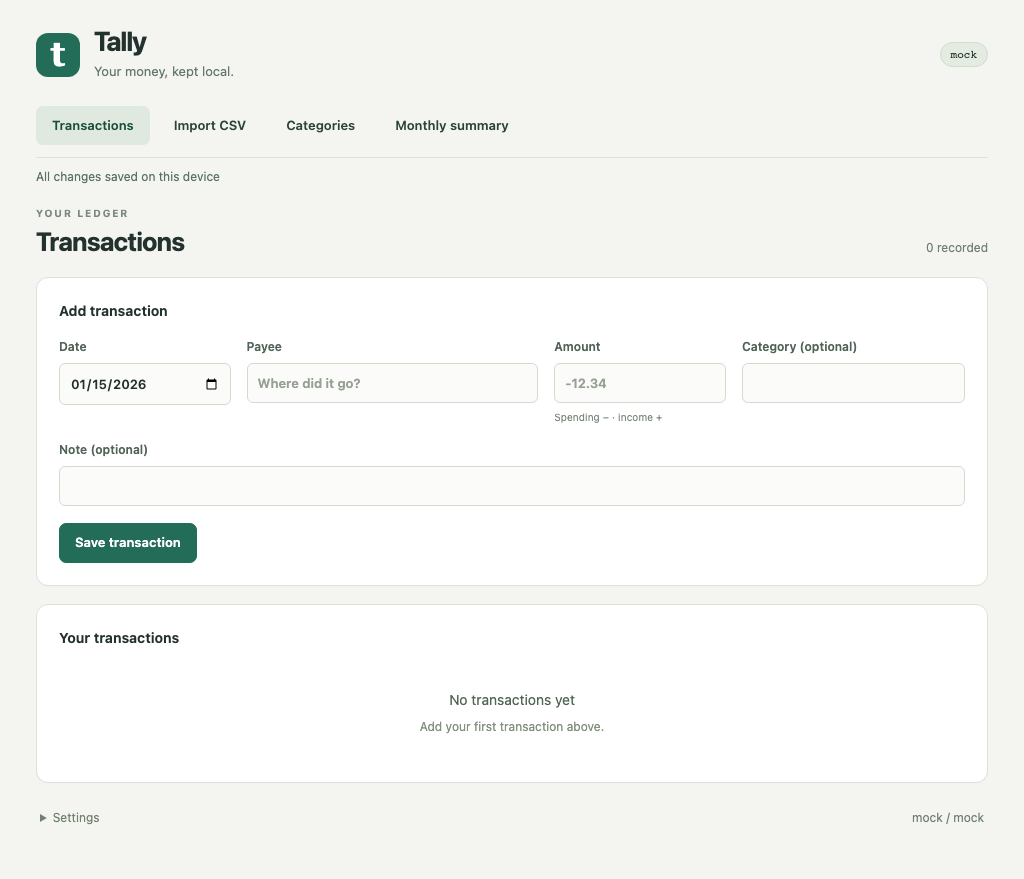 t
Tally
Your money, kept local.
mock
Transactions Import CSV Categories Monthly summary
All changes saved on this device
YOUR LEDGER
Transactions
0 recorded
Add transaction
Date Payee Amount Category (optional)
01/15/2026 Where did it go? -12.34
Spending – · income +
Note (optional)
Save transaction
Your transactions
No transactions yet
Add your first transaction above.
Settings mock / mock